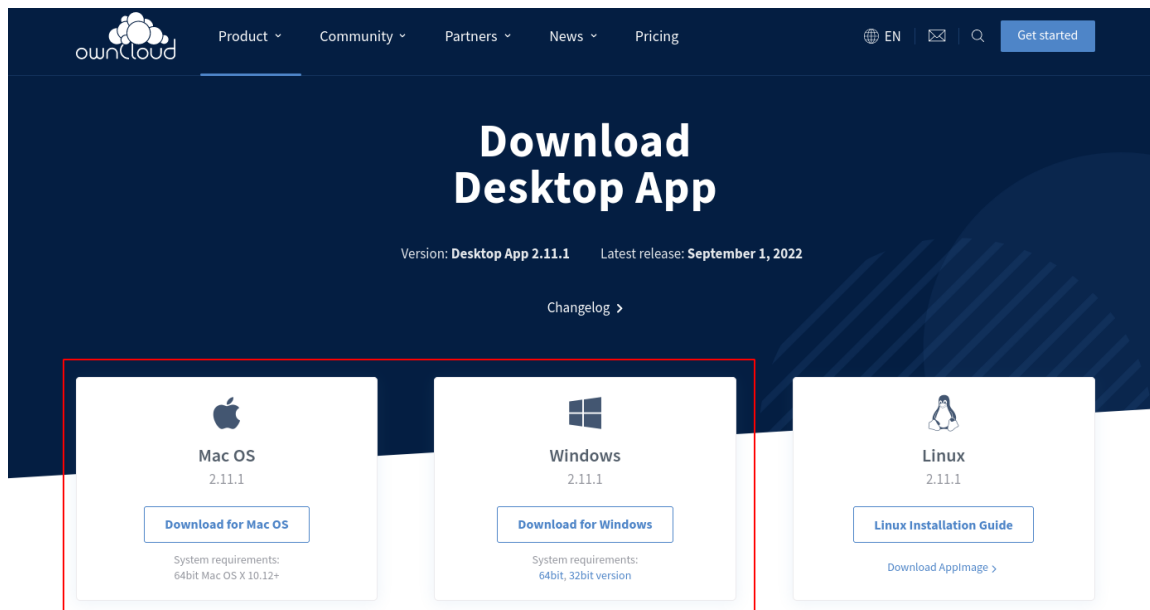 ownCloud
Product Community Partners News Pricing EN Get started
Download
Desktop App
Version: Desktop App 2.11.1 Latest release: September 1, 2022
Changelog
Mac OS
2.11.1
Download for Mac OS
System requirements:
64bit Mac OS X 10.12+
Windows
2.11.1
Download for Windows
System requirements:
64bit, 32bit version
Linux
2.11.1
Linux Installation Guide
Download AppImage